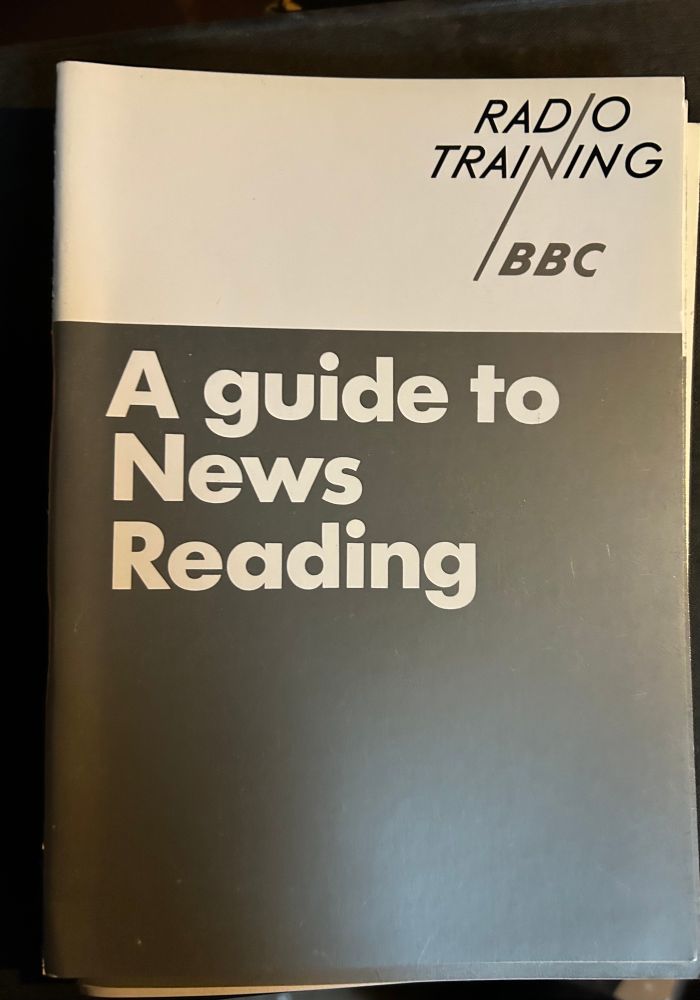 RADIO
TRAINING
BBC
A guide to
News
Reading